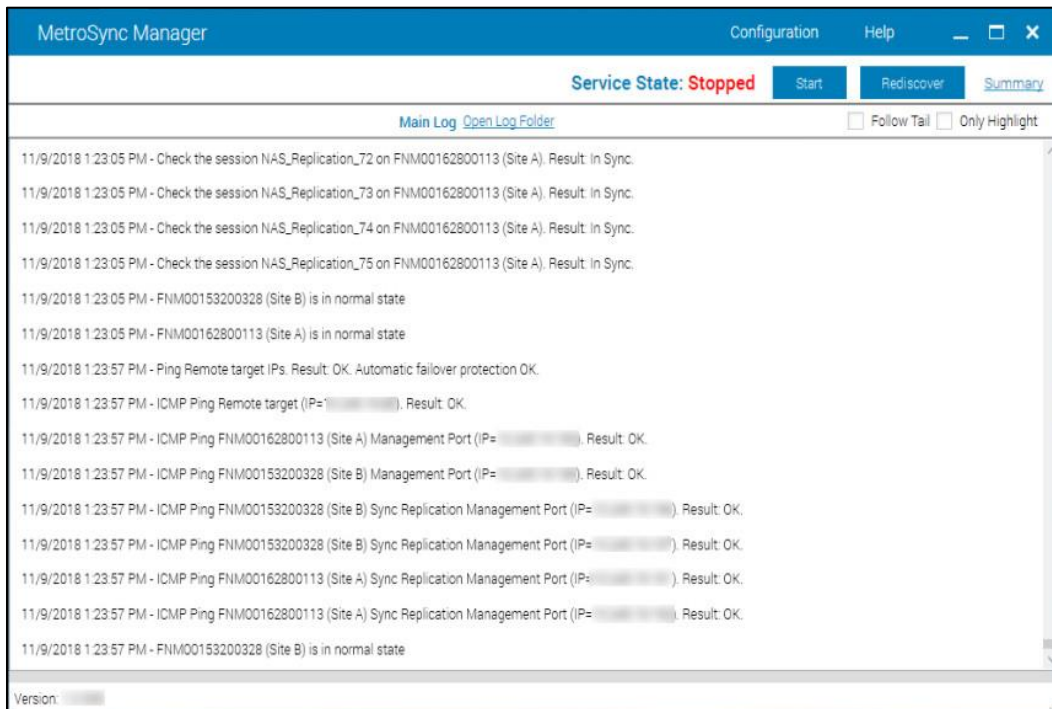 MetroSync Manager Configuration Help
Service State: Stopped Start Rediscover Summary
Main Log Open Log Folder Follow Tail Only Highlight
11/9/2018 1:23:05 PM - Check the session NAS_Replication_72 on FNM00162800113 (Site A). Result: In Sync.
11/9/2018 1:23:05 PM - Check the session NAS_Replication_73 on FNM00162800113 (Site A). Result: In Sync.
11/9/2018 1:23:05 PM - Check the session NAS_Replication_74 on FNM00162800113 (Site A). Result: In Sync.
11/9/2018 1:23:05 PM - Check the session NAS_Replication_75 on FNM00162800113 (Site A). Result: In Sync.
11/9/2018 1:23:05 PM - FNM00153200328 (Site B) is in normal state
11/9/2018 1:23:05 PM - FNM00162800113 (Site A) is in normal state
11/9/2018 1:23:57 PM - Ping Remote target IPs. Result: OK. Automatic failover protection OK.
11/9/2018 1:23:57 PM - ICMP Ping Remote target (IP= ). Result: OK.
11/9/2018 1:23:57 PM - ICMP Ping FNM00162800113 (Site A) Management Port (IP= ). Result: OK.
11/9/2018 1:23:57 PM - ICMP Ping FNM00153200328 (Site B) Management Port (IP= ). Result: OK.
11/9/2018 1:23:57 PM - ICMP Ping FNM00153200328 (Site B) Sync Replication Management Port (IP= ). Result: OK.
11/9/2018 1:23:57 PM - ICMP Ping FNM00153200328 (Site B) Sync Replication Management Port (IP= ). Result: OK.
11/9/2018 1:23:57 PM - ICMP Ping FNM00162800113 (Site A) Sync Replication Management Port (IP= ). Result: OK.
11/9/2018 1:23:57 PM - ICMP Ping FNM00162800113 (Site A) Sync Replication Management Port (IP= ). Result: OK.
11/9/2018 1:23:57 PM - FNM00153200328 (Site B) is in normal state
Version: